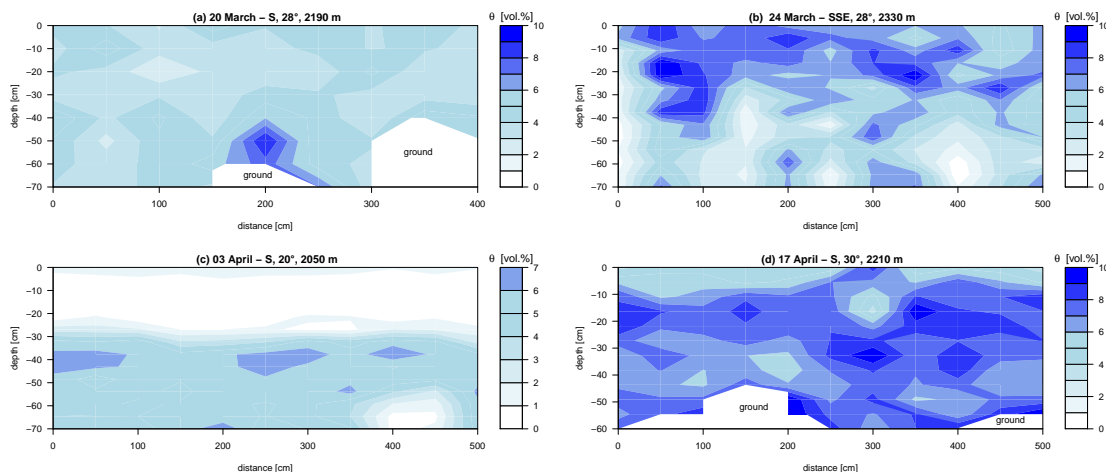 (a) 20 March – S, 28°, 2190 m
θ [vol.%]
0
−10
−20
−30
−40
−50
−60
−70
depth [cm]
ground
ground
0 100 200 300 400
distance [cm]
10
8
6
4
2
0
(b) 24 March – SSE, 28°, 2330 m
θ [vol.%]
0
−10
−20
−30
−40
−50
−60
−70
depth [cm]
0 100 200 300 400 500
distance [cm]
10
8
6
4
2
0
(c) 03 April – S, 20°, 2050 m
θ [vol.%]
0
−10
−20
−30
−40
−50
−60
−70
depth [cm]
0 100 200 300 400 500
distance [cm]
7
6
5
4
3
2
1
0
(d) 17 April – S, 30°, 2210 m
θ [vol.%]
0
−10
−20
−30
−40
−50
−60
depth [cm]
ground
ground
0 100 200 300 400 500
distance [cm]
10
8
6
4
2
0